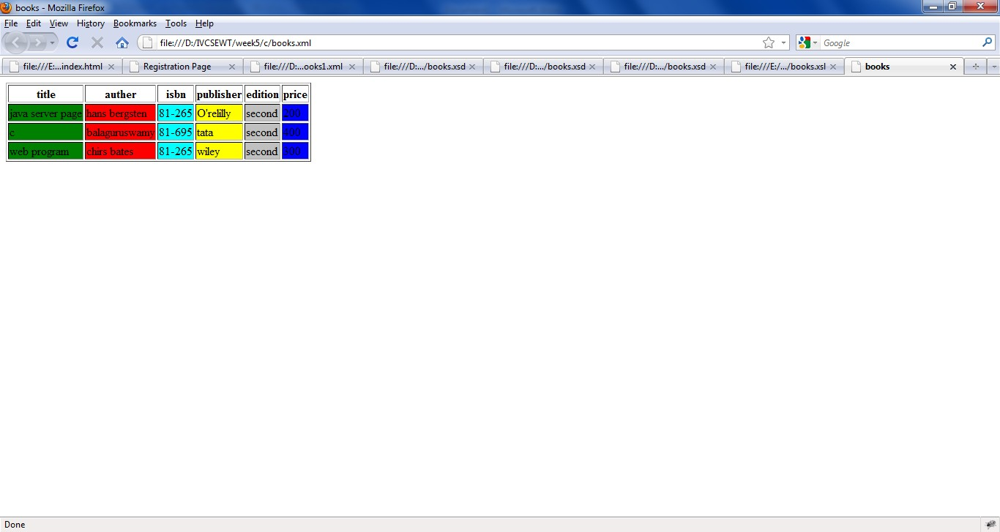 books - Mozilla Firefox
File Edit View History Bookmarks Tools Help
file:///D:/IVCSEWT/week5/c/books.xml Google
file:///E:...index.html Registration Page file:///D:...ooks1.xml file:///D:.../books.xsd file:///D:.../books.xsd file:///D:.../books.xsd file:///E:/.../books.xsl books
title auther isbn publisher edition price
java server page hans bergsten 81-265 O'relilly second 200
c balaguruswamy 81-695 tata second 400
web program chirs bates 81-265 wiley second 300
Done